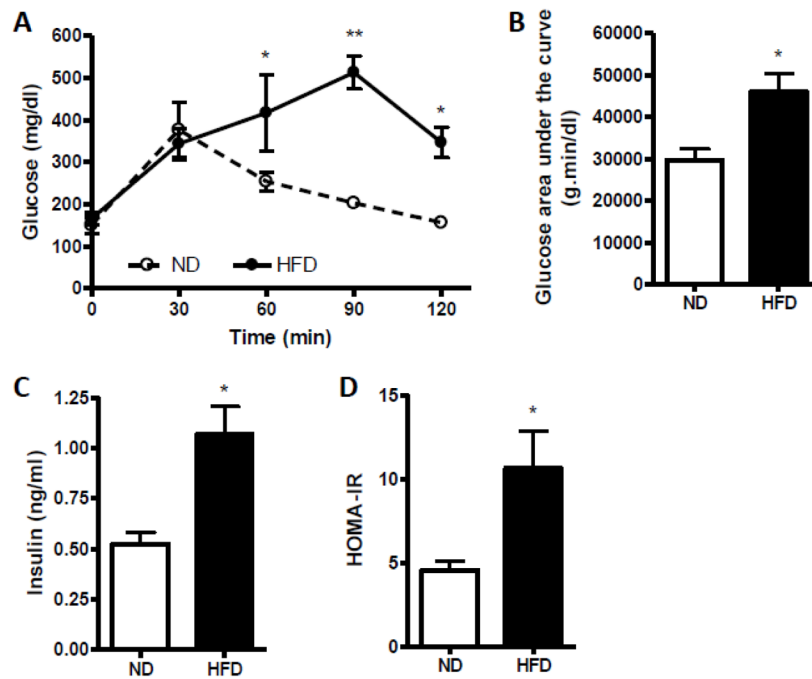 A
Glucose (mg/dl)
600
500
400
300
200
100
0
*
**
*
ND
HFD
0
30
60
90
120
Time (min)
B
Glucose area under the curve
(g.min/dl)
60000
50000
40000
30000
20000
10000
0
*
ND
HFD
C
Insulin (ng/ml)
1.25
1.00
0.75
0.50
0.25
0.00
*
ND
HFD
D
HOMA-IR
15
10
5
0
*
ND
HFD